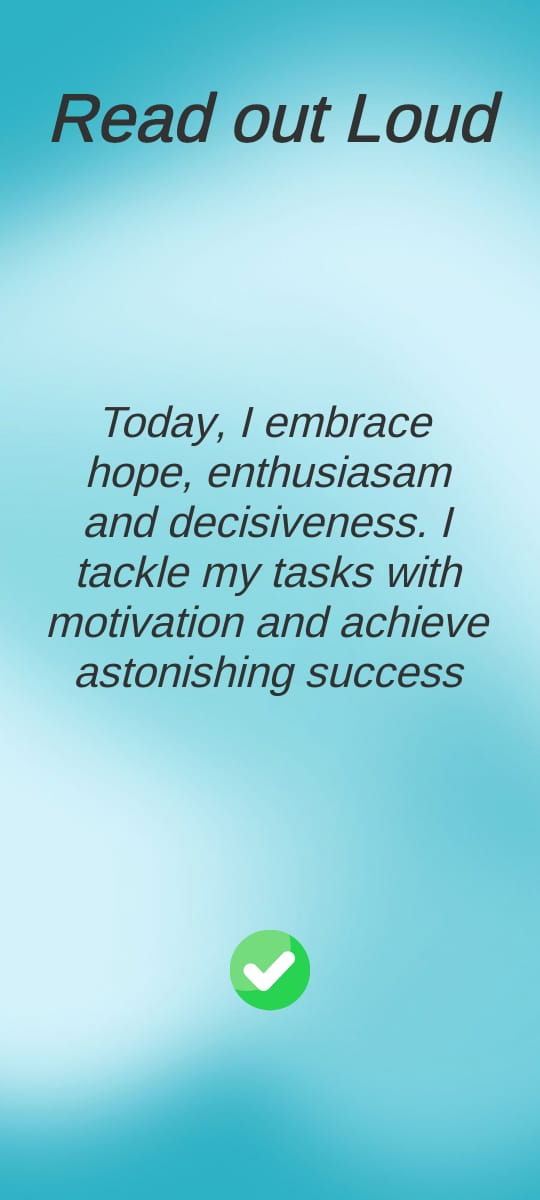 Read out Loud
Today, I embrace
hope, enthusiasam
and decisiveness. I
tackle my tasks with
motivation and achieve
astonishing success